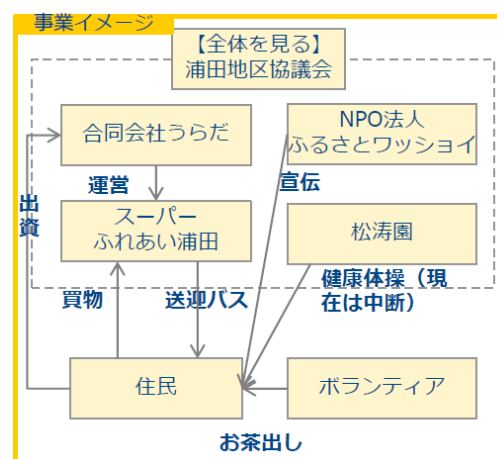 事業イメージ
【全体を見る】
浦田地区協議会
合同会社うらだ
NPO法人
ふるさとワッショイ
運営
宣伝
出
資
スーパー
ふれあい浦田
松涛園
買物
送迎バス
健康体操（現
在は中断）
住民
ボランティア
お茶出し